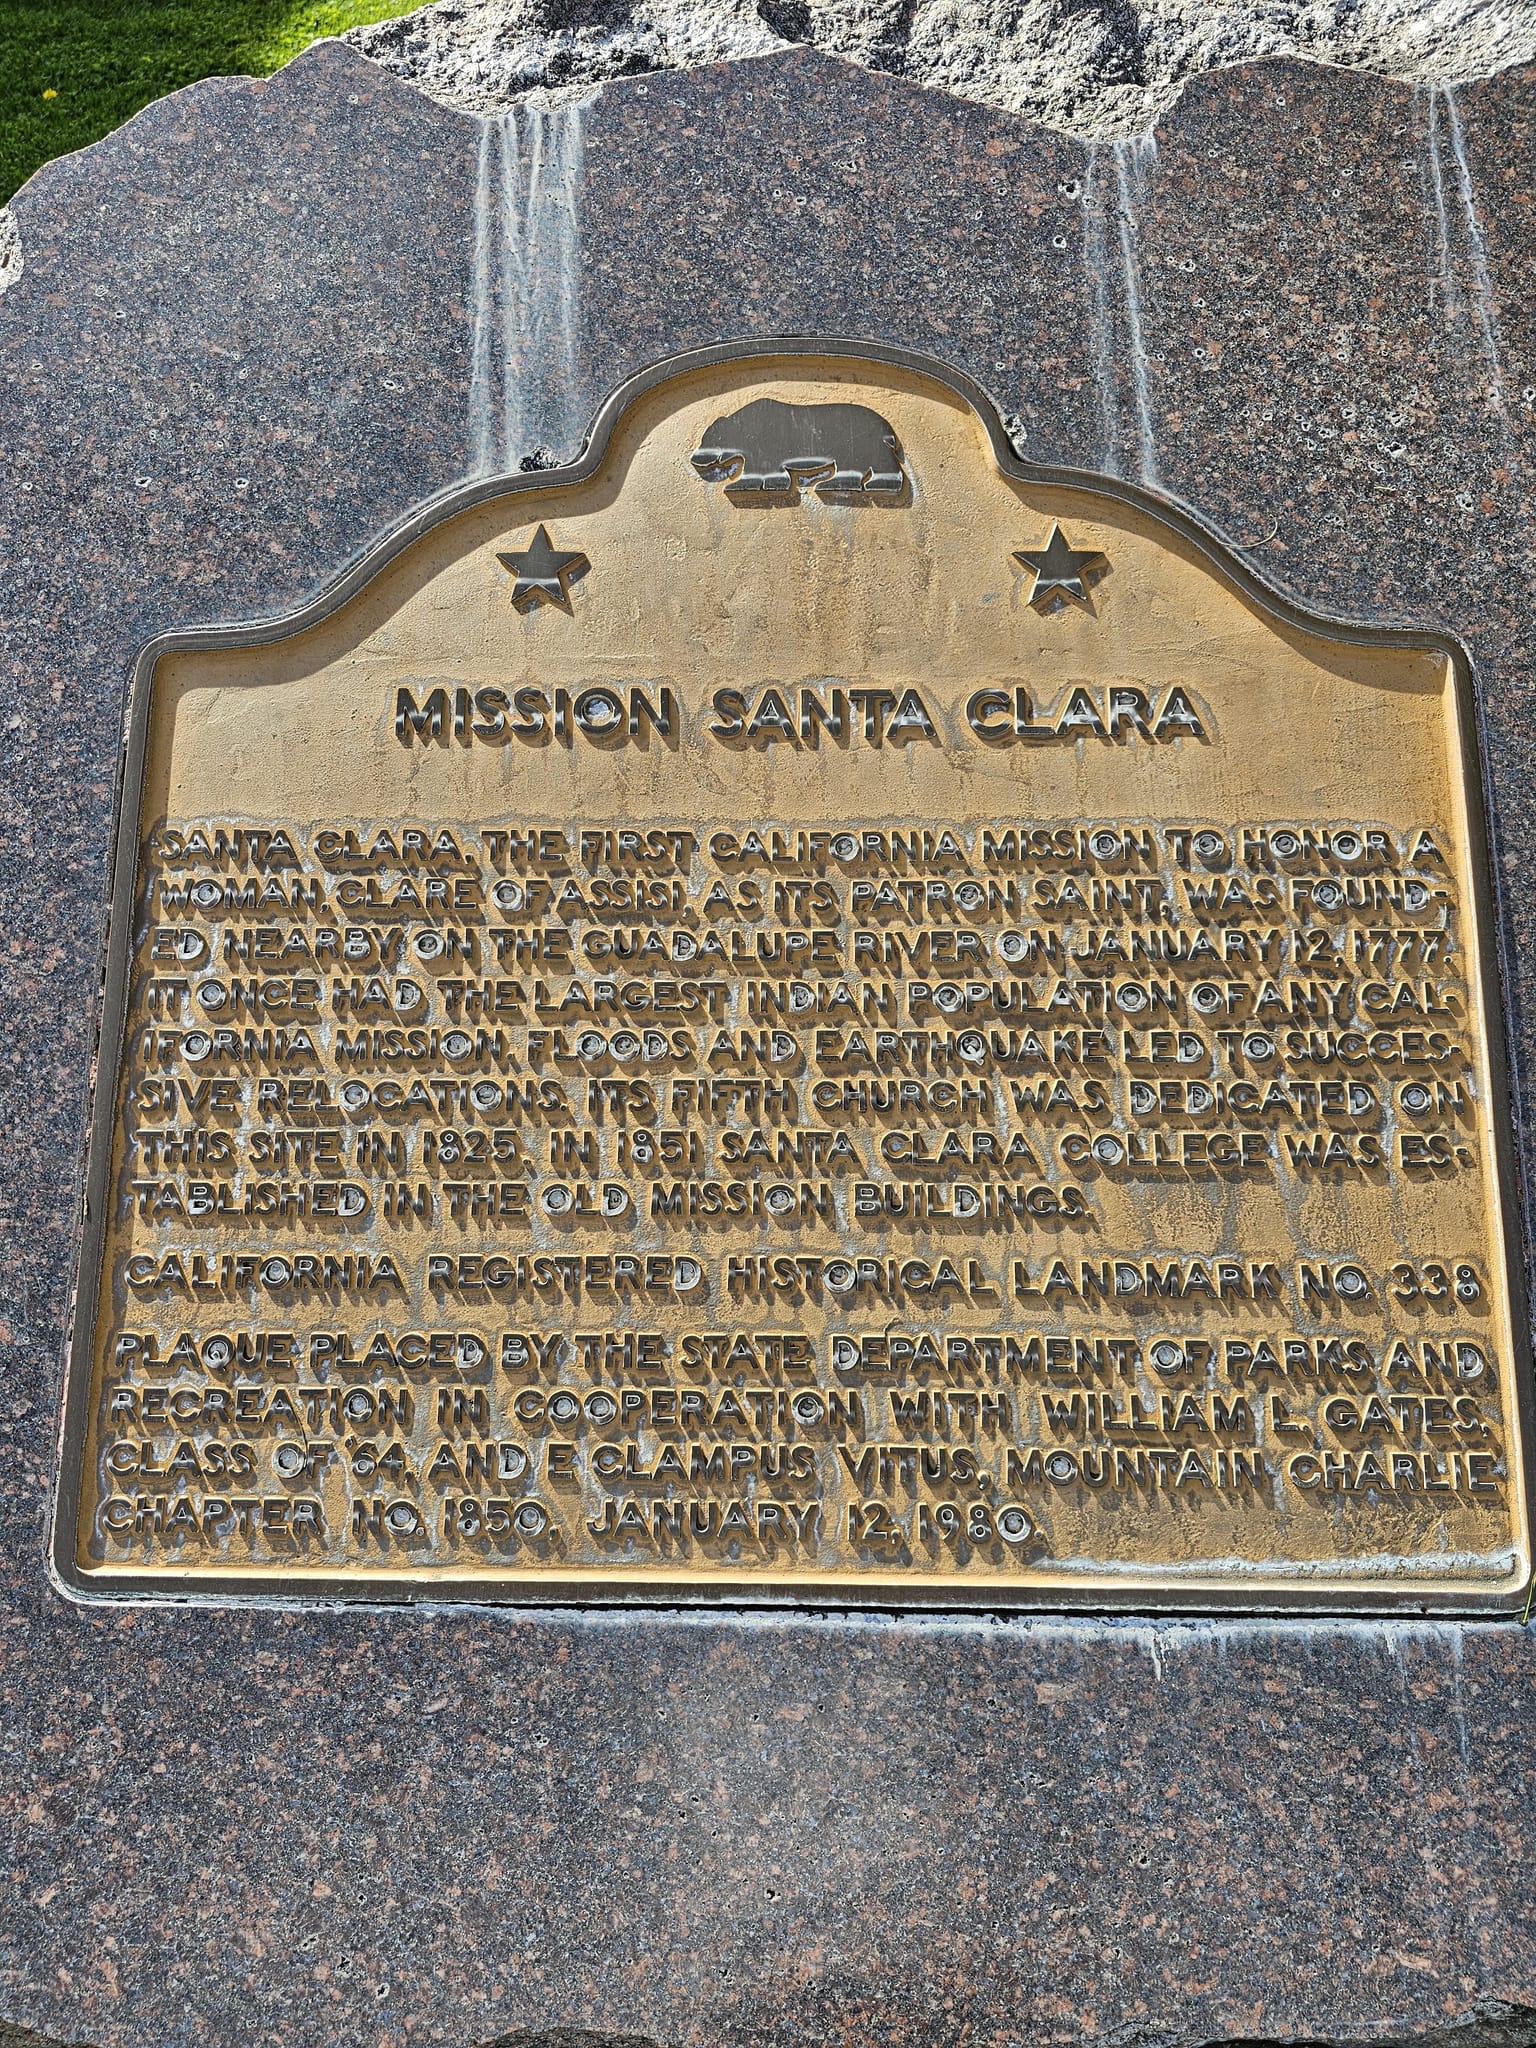 MISSION SANTA CLARA
SANTA CLARA, THE FIRST CALIFORNIA MISSION TO HONOR A
WOMAN, CLARE OF ASSISI, AS ITS PATRON SAINT, WAS FOUND-
ED NEARBY ON THE GUADALUPE RIVER ON JANUARY 12, 1777.
IT ONCE HAD THE LARGEST INDIAN POPULATION OF ANY CAL-
IFORNIA MISSION. FLOODS AND EARTHQUAKE LED TO SUCCES-
SIVE RELOCATIONS. ITS FIFTH CHURCH WAS DEDICATED ON
THIS SITE IN 1825. IN 1851 SANTA CLARA COLLEGE WAS ES-
TABLISHED IN THE OLD MISSION BUILDINGS.
CALIFORNIA REGISTERED HISTORICAL LANDMARK NO. 338
PLAQUE PLACED BY THE STATE DEPARTMENT OF PARKS AND
RECREATION IN COOPERATION WITH WILLIAM L. GATES,
CLASS OF '64, AND E CLAMPUS VITUS, MOUNTAIN CHARLIE
CHAPTER NO. 1850, JANUARY 12, 1980.